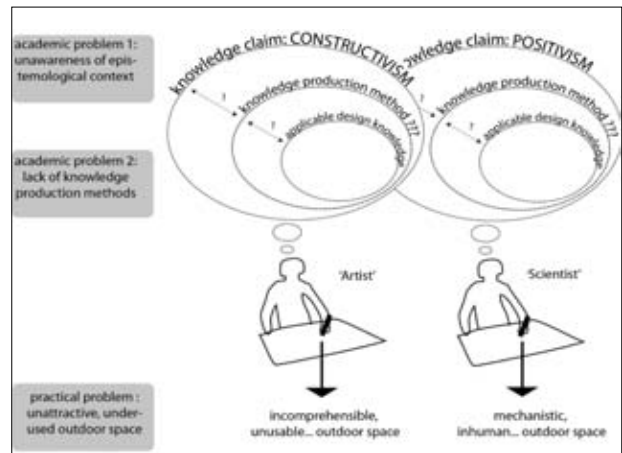 academic problem 1:
unawareness of epis-
temological context
academic problem 2:
lack of knowledge
production methods
practical problem :
unattractive, under-
used outdoor space
knowledge claim: CONSTRUCTIVISM
?
knowledge production method ???
?
applicable design knowledge
owledge claim: POSITIVISM
?
knowledge production method ???
?
applicable design knowledge
'Artist'
'Scientist'
incomprehensible,
unusable... outdoor space
mechanistic,
inhuman... outdoor space